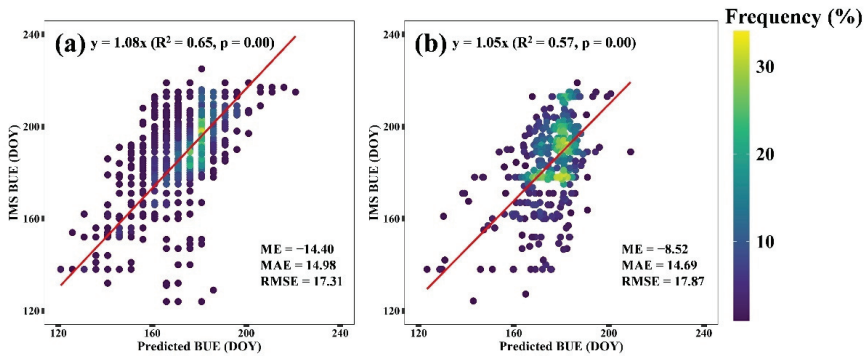 Frequency (%)
(a) y = 1.08x (R² = 0.65, p = 0.00)
240
200
160
120
IMS BUE (DOY)
ME = −14.40
MAE = 14.98
RMSE = 17.31
120 160 200 240
Predicted BUE (DOY)
(b) y = 1.05x (R² = 0.57, p = 0.00)
240
200
160
120
IMS BUE (DOY)
ME = −8.52
MAE = 14.69
RMSE = 17.87
120 160 200 240
Predicted BUE (DOY)
30
20
10